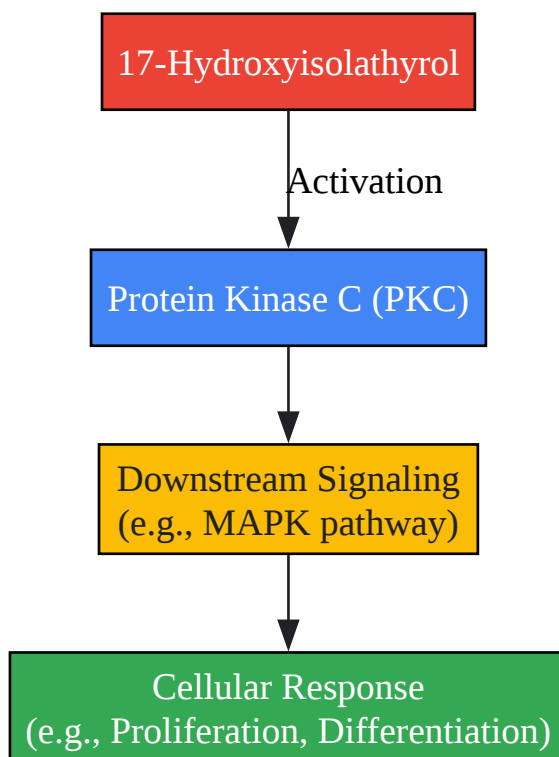 17-Hydroxyisolathyrol
Activation
Protein Kinase C (PKC)
Downstream Signaling
(e.g., MAPK pathway)
Cellular Response
(e.g., Proliferation, Differentiation)